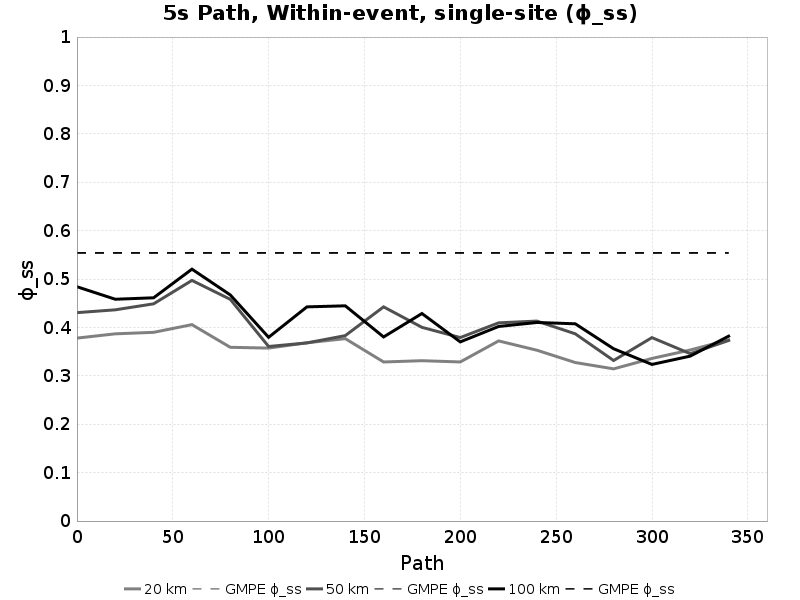 5s Path, Within-event, single-site (ϕ_ss)
1
0.9
0.8
0.7
0.6
0.5
0.4
0.3
0.2
0.1
0
ϕ_ss
0 50 100 150 200 250 300 350
Path
20 km GMPE ϕ_ss 50 km GMPE ϕ_ss 100 km GMPE ϕ_ss